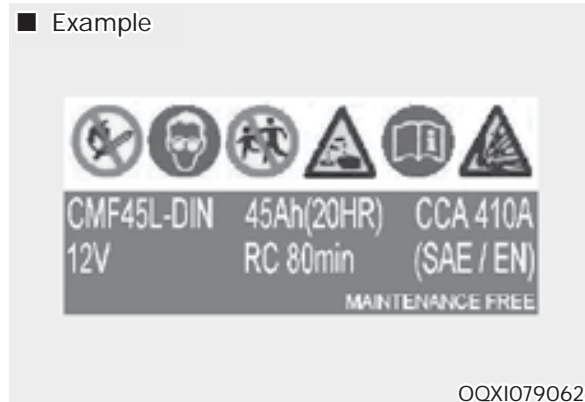 ■ Example
CMF45L-DIN 45Ah(20HR) CCA 410A
12V RC 80min (SAE / EN)
MAINTENANCE FREE
OQXI079062